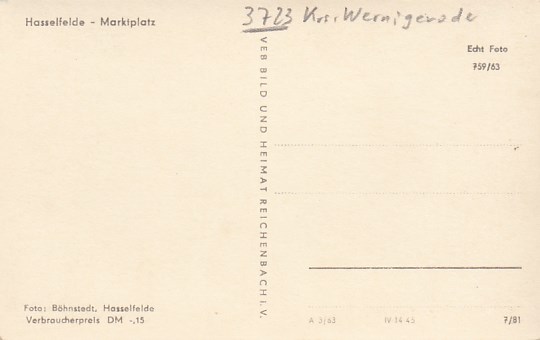 Hasselfelde - Marktplatz
3723 Krs. Wernigerode
Echt Foto
759/63
VEB BILD UND HEIMAT REICHENBACH I. V.
Foto: Böhnstedt, Hasselfelde
Verbraucherpreis DM -,15
A 3/63 IV 14 45 7/81